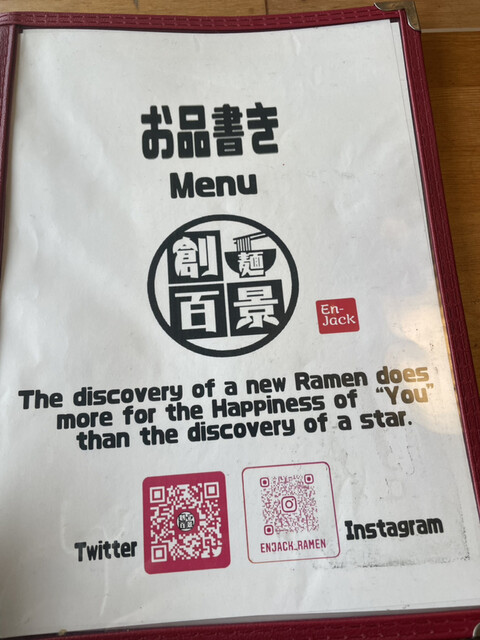 お品書き
Menu
創麺
百景
En-
Jack
The discovery of a new Ramen does
more for the Happiness of “You”
than the discovery of a star.
Twitter
ENJACK_RAMEN
Instagram